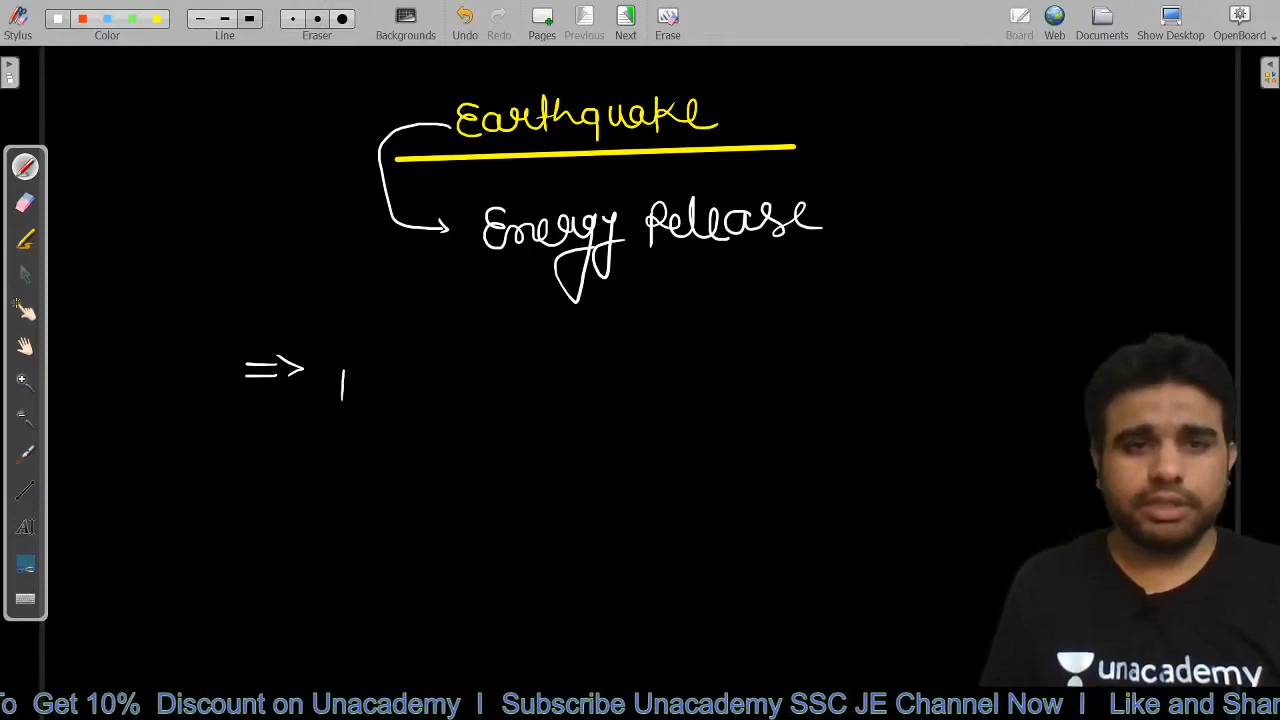 Stylus Color Line Eraser Backgrounds Undo Redo Pages Previous Next Erase Board Web Documents Show Desktop OpenBoard
Earthquake
Energy Release
=> |
AI
unacademy
To Get 10% Discount on Unacademy I Subscribe Unacademy SSC JE Channel Now I Like and Shar